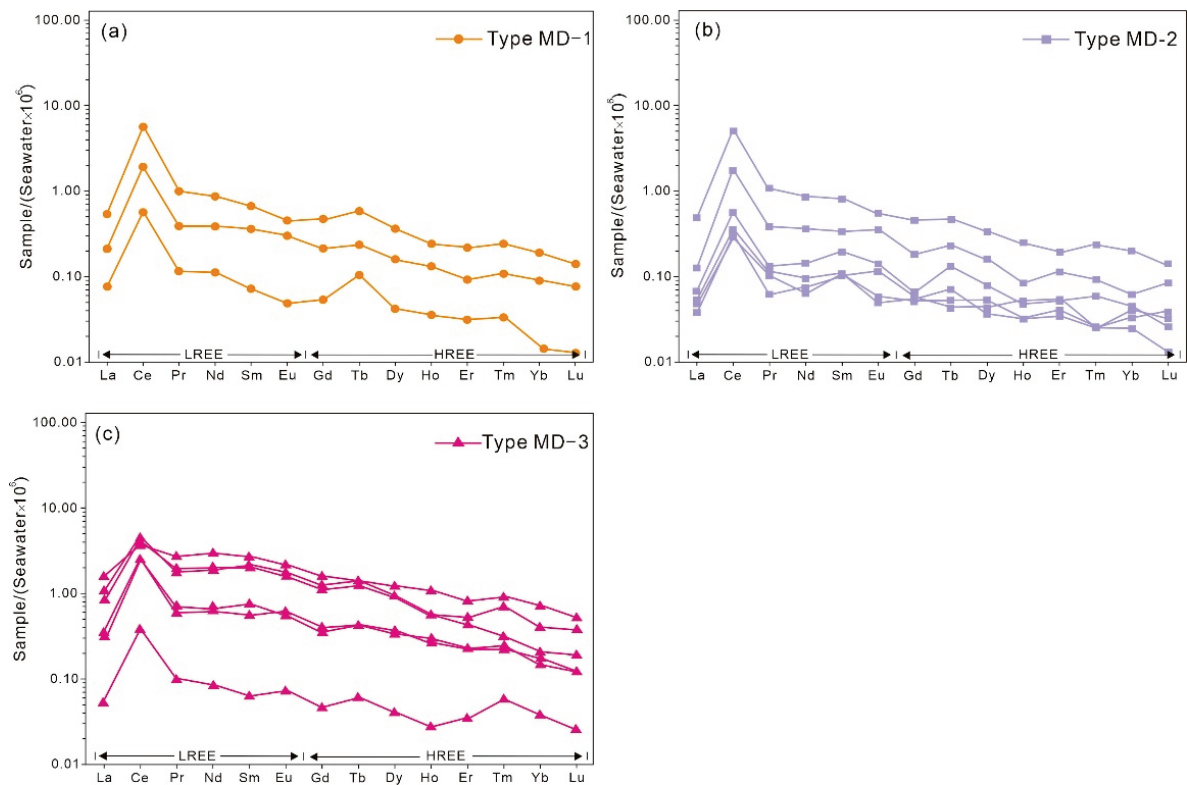 (a)
Type MD-1
Sample/(Seawater×10⁶)
100.00
10.00
1.00
0.10
0.01
LREE
HREE
La Ce Pr Nd Sm Eu Gd Tb Dy Ho Er Tm Yb Lu
(b)
Type MD-2
Sample/(Seawater×10⁶)
100.00
10.00
1.00
0.10
0.01
LREE
HREE
La Ce Pr Nd Sm Eu Gd Tb Dy Ho Er Tm Yb Lu
(c)
Type MD-3
Sample/(Seawater×10⁶)
100.00
10.00
1.00
0.10
0.01
LREE
HREE
La Ce Pr Nd Sm Eu Gd Tb Dy Ho Er Tm Yb Lu